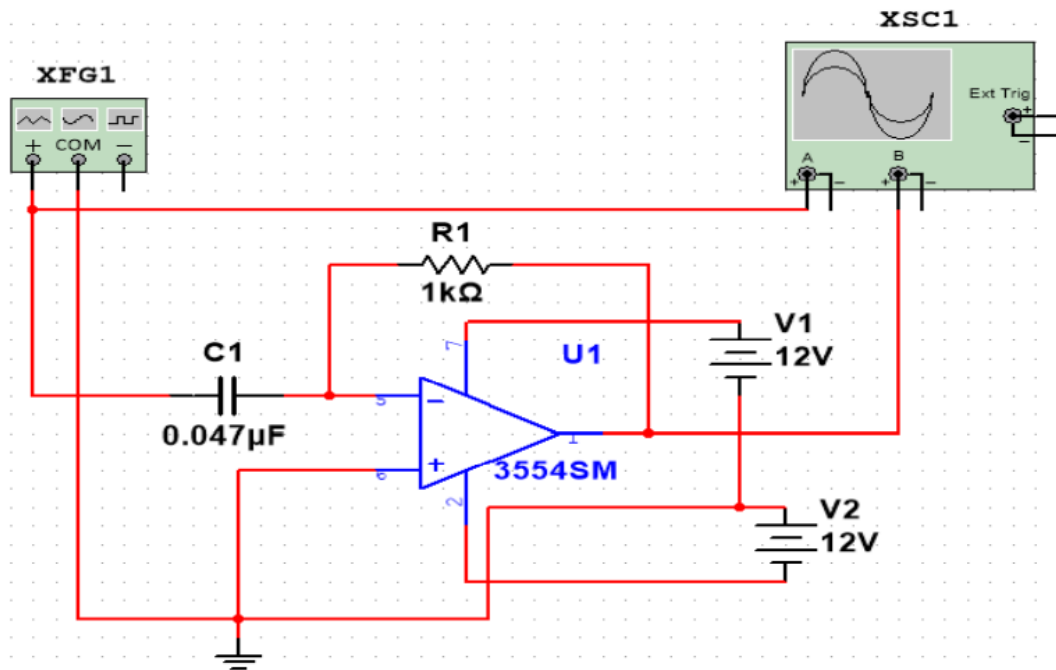 XSC1
XFG1
Ext Trig
+
-
+ COM -
A
B
+ -
+ -
R1
1kΩ
V1
12V
C1
U1
7
0.047µF
5
-
1
+
6
3554SM
2
V2
12V